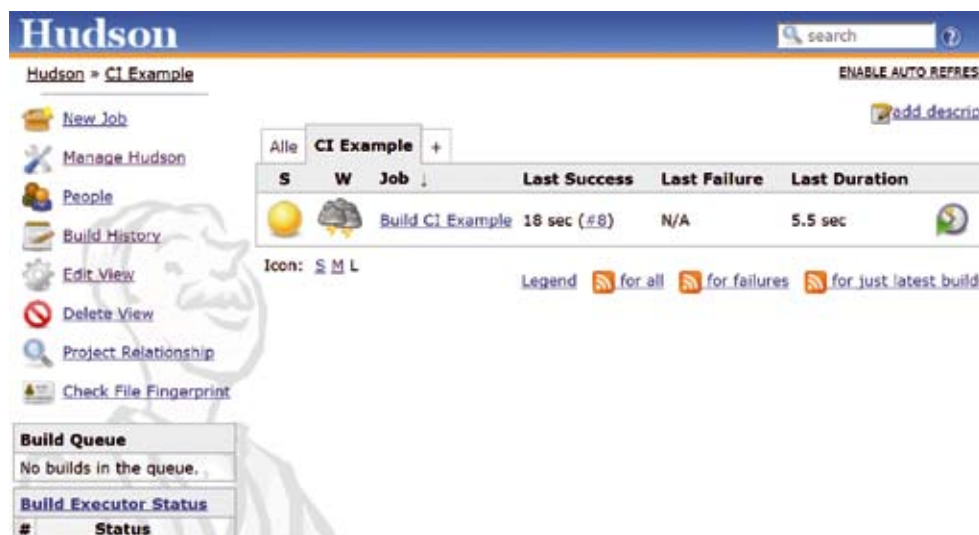 Hudson
search
Hudson » CI Example
ENABLE AUTO REFRES
add descrip
New Job
Manage Hudson
People
Build History
Edit View
Delete View
Project Relationship
Check File Fingerprint
Build Queue
No builds in the queue.
Build Executor Status
# Status
Alle CI Example +
S W Job ↓ Last Success Last Failure Last Duration
Build CI Example 18 sec (#8) N/A 5.5 sec
Icon: S M L
Legend for all for failures for just latest build